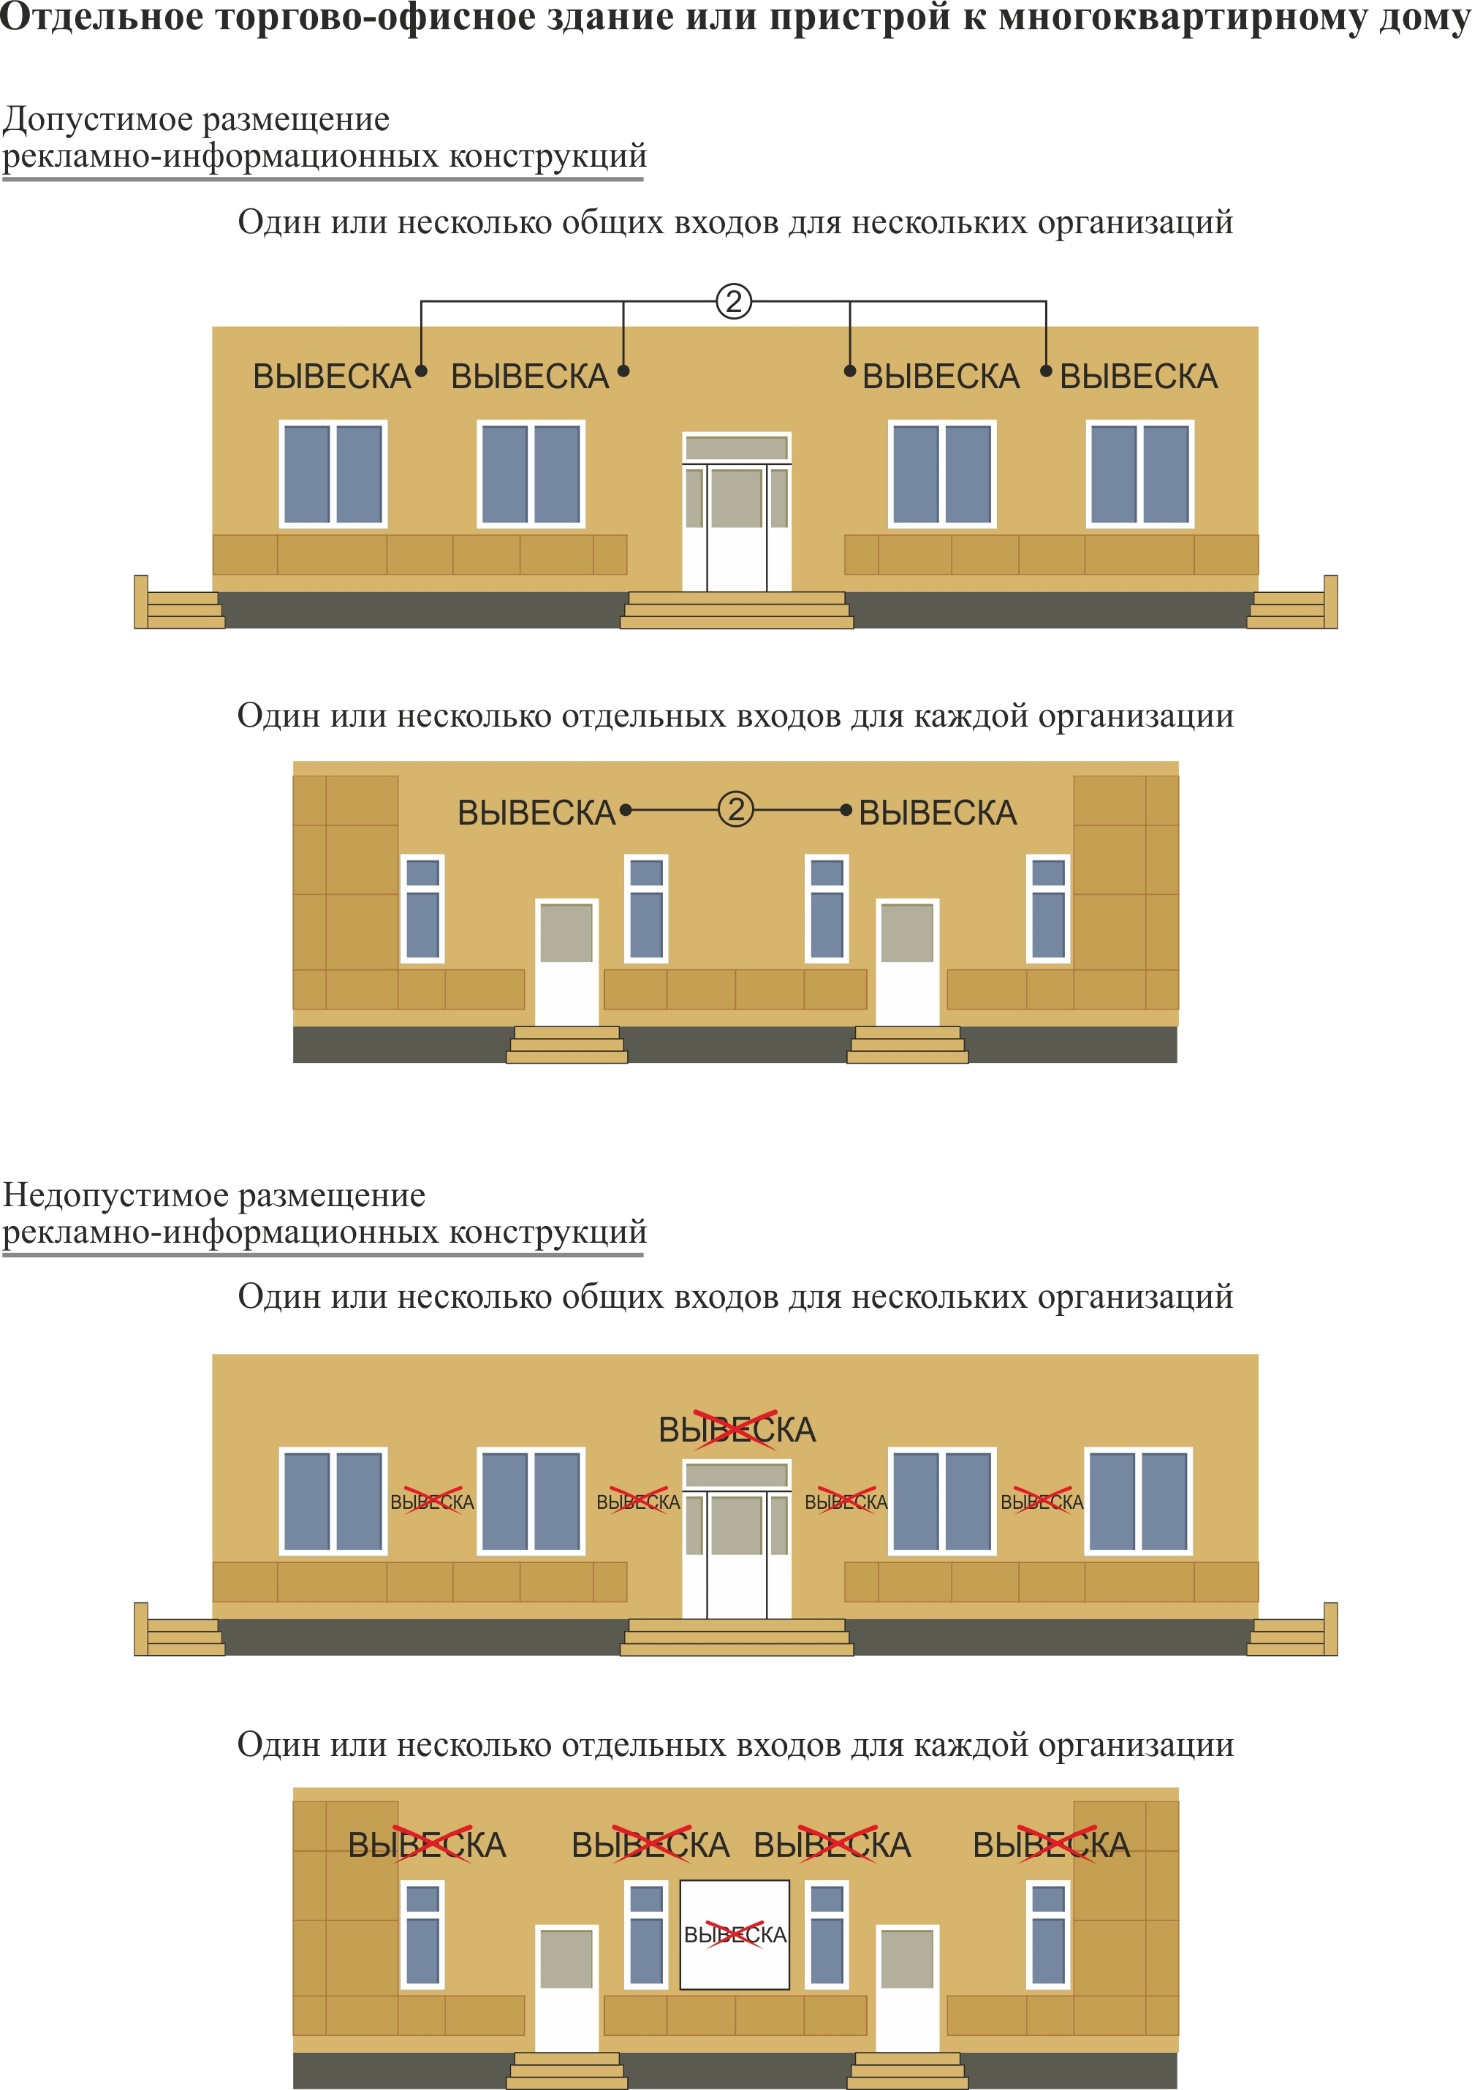 Отдельное торгово-офисное здание или пристрой к многоквартирному дому
Допустимое размещение
рекламно-информационных конструкций
Один или несколько общих входов для нескольких организаций
2
ВЫВЕСКА ВЫВЕСКА ВЫВЕСКА ВЫВЕСКА
Один или несколько отдельных входов для каждой организации
ВЫВЕСКА 2 ВЫВЕСКА
Недопустимое размещение
рекламно-информационных конструкций
Один или несколько общих входов для нескольких организаций
ВЫВЕСКА
ВЫВЕСКА ВЫВЕСКА ВЫВЕСКА ВЫВЕСКА
Один или несколько отдельных входов для каждой организации
ВЫВЕСКА ВЫВЕСКА ВЫВЕСКА ВЫВЕСКА
ВЫВЕСКА